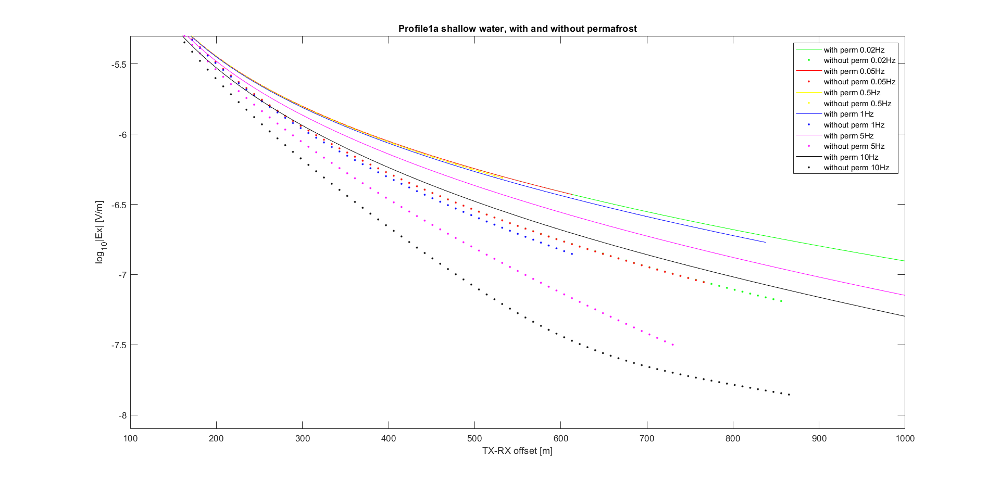 Profile1a shallow water, with and without permafrost
with perm 0.02Hz
without perm 0.02Hz
with perm 0.05Hz
without perm 0.05Hz
with perm 0.5Hz
without perm 0.5Hz
with perm 1Hz
without perm 1Hz
with perm 5Hz
without perm 5Hz
with perm 10Hz
without perm 10Hz
log10|Ex| [V/m]
-5.5
-6
-6.5
-7
-7.5
-8
100 200 300 400 500 600 700 800 900 1000
TX-RX offset [m]